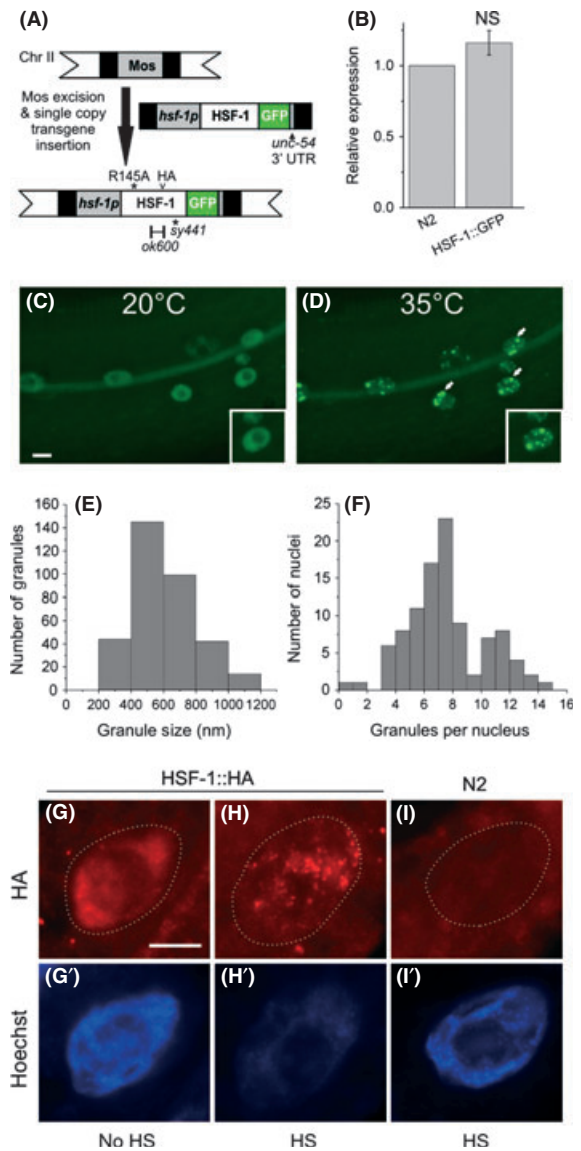 (A)
Chr II
Mos
Mos excision
& single copy
transgene
insertion
hsf-1p
HSF-1
GFP
unc-54
3' UTR
R145A
HA
*
v
hsf-1p
HSF-1
GFP
*
sy441
ok600
(B)
NS
Relative expression
1.0
0.5
0.0
N2
HSF-1::GFP
(C)
20°C
(D)
35°C
(E)
Number of granules
160
140
120
100
80
60
40
20
0
0 200 400 600 800 1000 1200
Granule size (nm)
(F)
Number of nuclei
25
20
15
10
5
0
0 2 4 6 8 10 12 14 16
Granules per nucleus
HSF-1::HA
N2
HA
(G)
(H)
(I)
Hoechst
(G′)
(H′)
(I′)
No HS
HS
HS